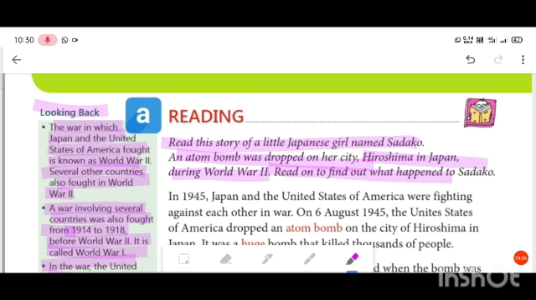 10:30
Looking Back
• The war in which
Japan and the United
States of America fought
is known as World War II.
Several other countries
also fought in World
War II.
• A war involving several
countries was also fought
from 1914 to 1918,
before World War II. It is
called World War I.
• In the war, the United
a READING
Read this story of a little Japanese girl named Sadako.
An atom bomb was dropped on her city, Hiroshima in Japan,
during World War II. Read on to find out what happened to Sadako.
In 1945, Japan and the United States of America were fighting
against each other in war. On 6 August 1945, the Unites States
of America dropped an atom bomb on the city of Hiroshima in
Japan. It was a huge bomb that killed thousands of people.
d when the bomb was
InShOt